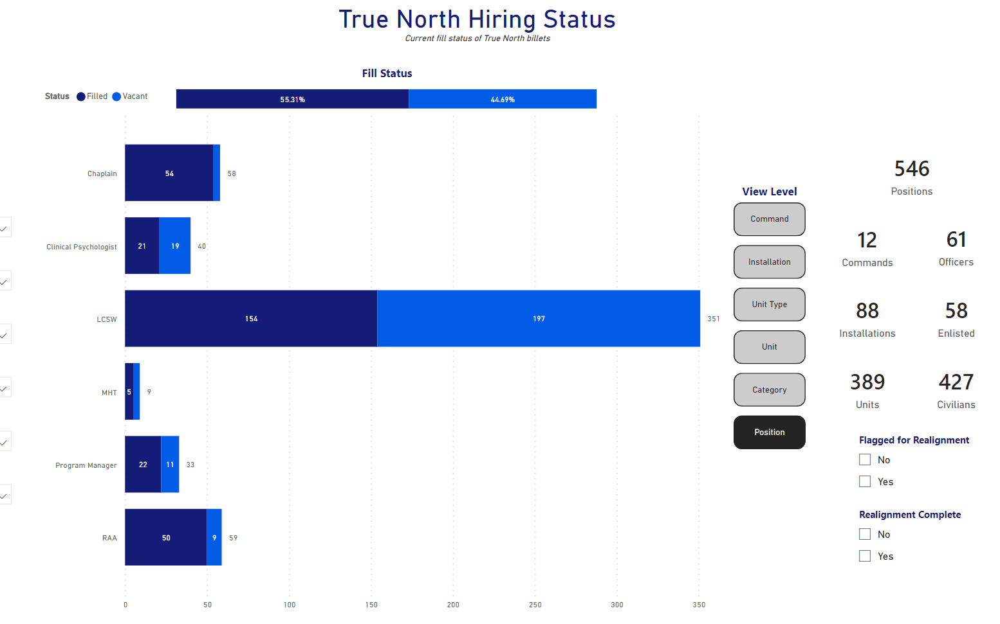 True North Hiring Status
Current fill status of True North billets
Fill Status
Status Filled Vacant
55.31% 44.69%
Chaplain 54 58
Clinical Psychologist 21 19 40
LCSW 154 197 351
MHT 5 9
Program Manager 22 11 33
RAA 50 9 59
0 50 100 150 200 250 300 350
View Level
Command
Installation
Unit Type
Unit
Category
Position
546
Positions
12 61
Commands Officers
88 58
Installations Enlisted
389 427
Units Civilians
Flagged for Realignment
No
Yes
Realignment Complete
No
Yes